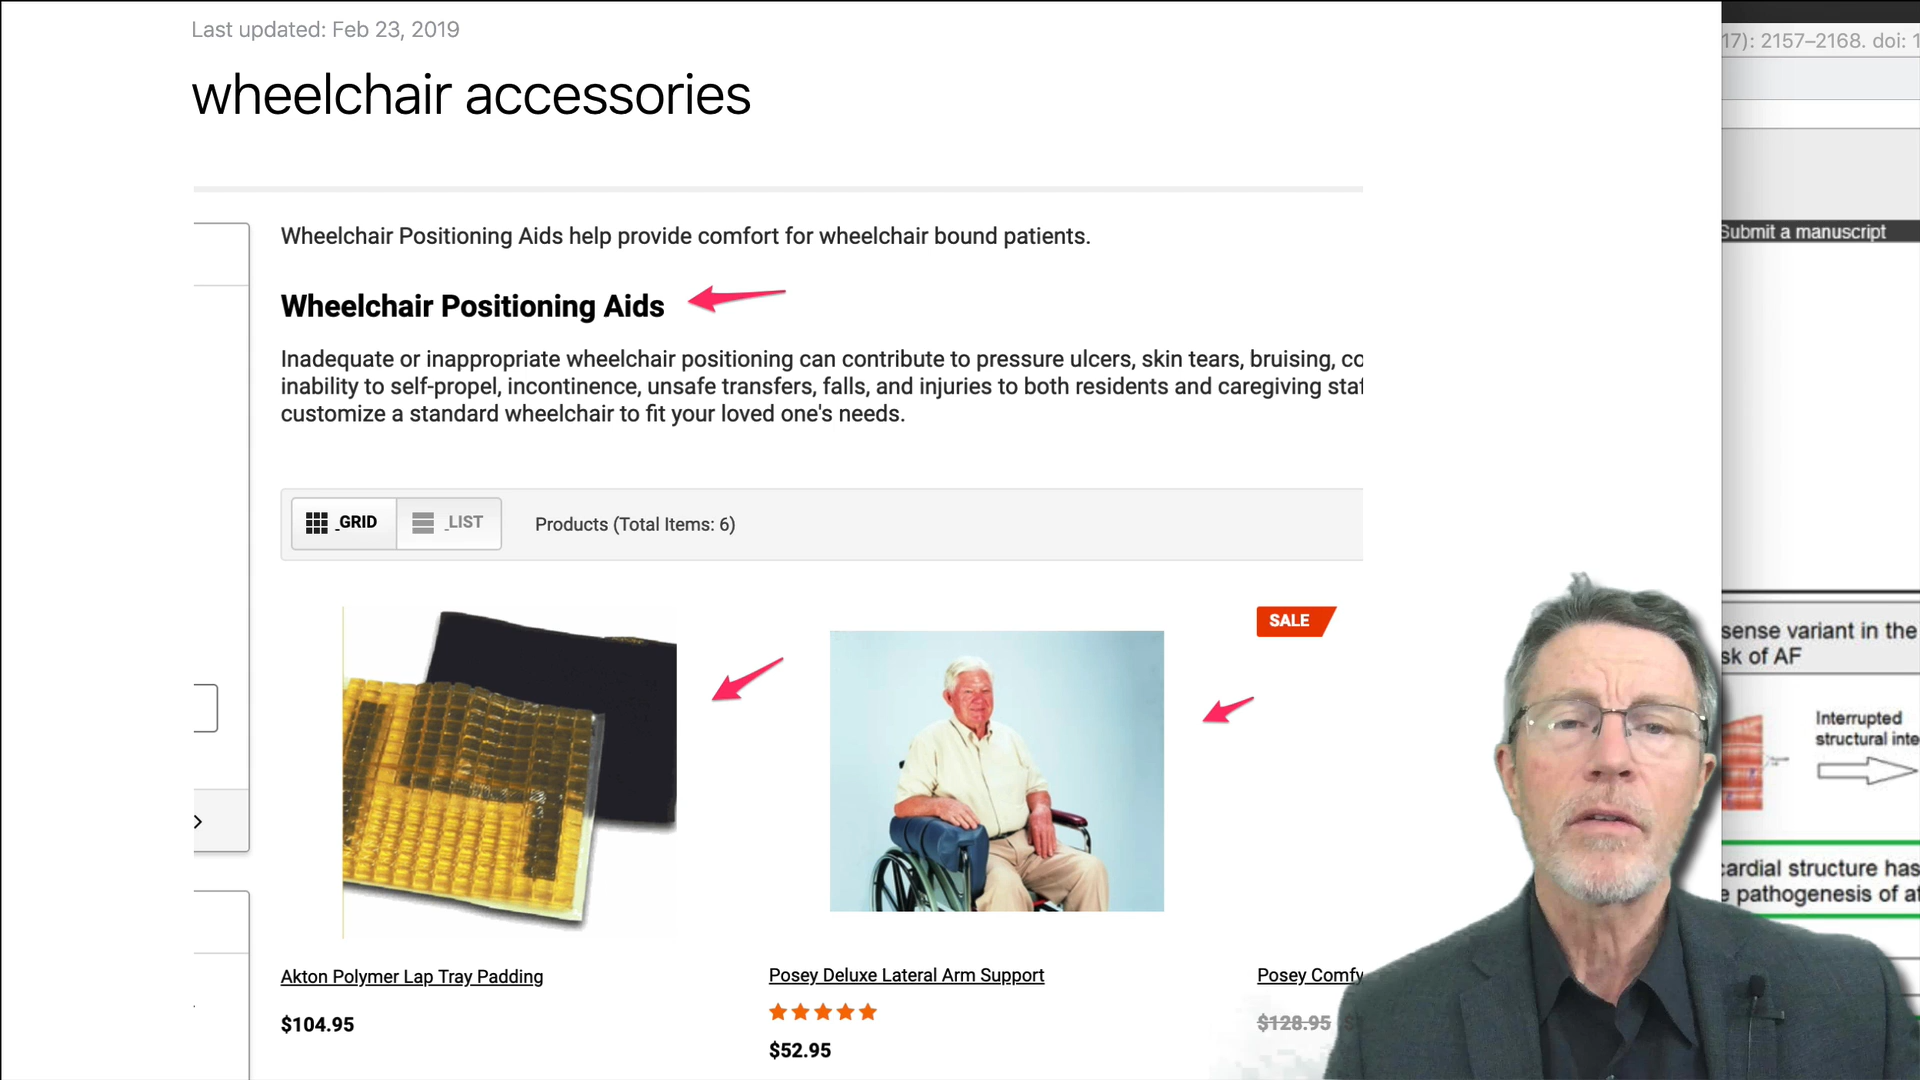 Last updated: Feb 23, 2019
wheelchair accessories
Wheelchair Positioning Aids help provide comfort for wheelchair bound patients.
Wheelchair Positioning Aids
Inadequate or inappropriate wheelchair positioning can contribute to pressure ulcers, skin tears, bruising, co
inability to self-propel, incontinence, unsafe transfers, falls, and injuries to both residents and caregiving staf
customize a standard wheelchair to fit your loved one's needs.
GRID
LIST
Products (Total Items: 6)
SALE
Akton Polymer Lap Tray Padding
$104.95
Posey Deluxe Lateral Arm Support
$52.95
Posey Comfy
$128.95
17): 2157–2168. doi: 1
Submit a manuscript
sense variant in the
sk of AF
Interrupted
structural inte
cardial structure has
e pathogenesis of at